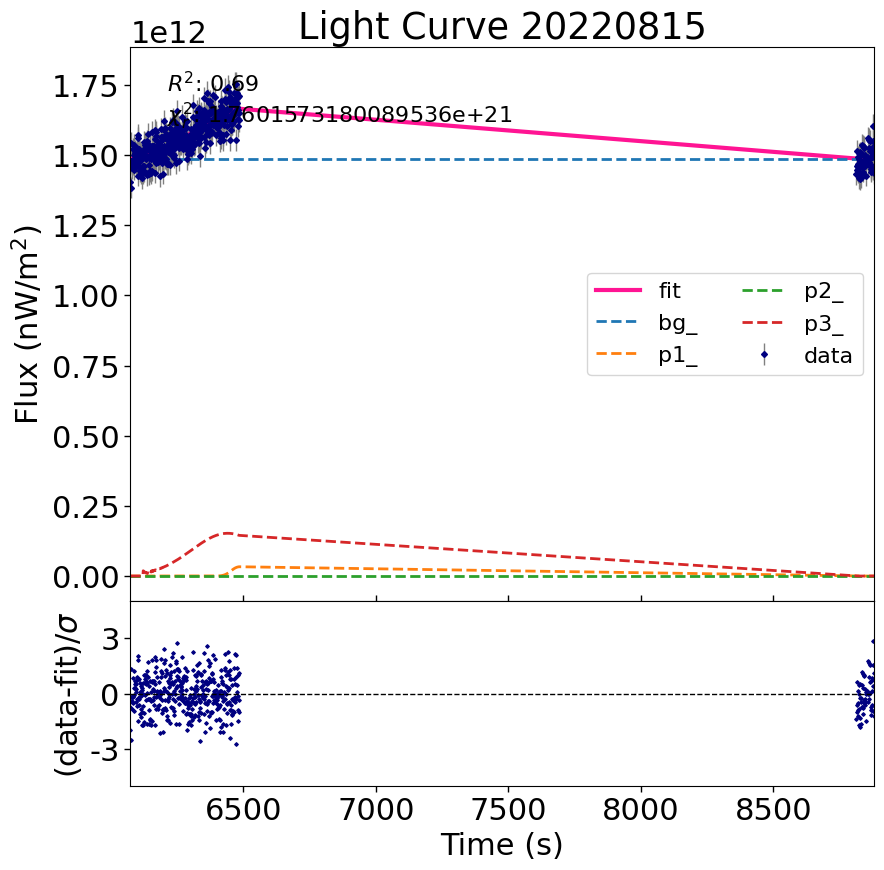 Light Curve 20220815
1e12
R²: 0.69
χ²: 1.7601573180089536e+21
1.75
1.50
1.25
1.00
0.75
0.50
0.25
0.00
Flux (nW/m²)
fit
bg_
p1_
p2_
p3_
data
3
0
-3
(data-fit)/σ
6500 7000 7500 8000 8500
Time (s)